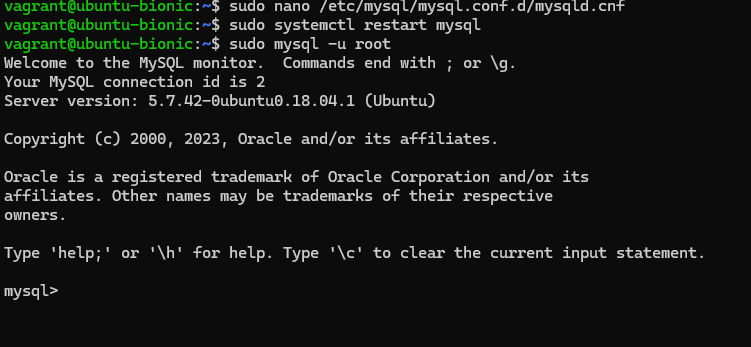 vagrant@ubuntu-bionic:~$ sudo nano /etc/mysql/mysql.conf.d/mysqld.cnf
vagrant@ubuntu-bionic:~$ sudo systemctl restart mysql
vagrant@ubuntu-bionic:~$ sudo mysql -u root
Welcome to the MySQL monitor.  Commands end with ; or \g.
Your MySQL connection id is 2
Server version: 5.7.42-0ubuntu0.18.04.1 (Ubuntu)
Copyright (c) 2000, 2023, Oracle and/or its affiliates.
Oracle is a registered trademark of Oracle Corporation and/or its
affiliates. Other names may be trademarks of their respective
owners.
Type 'help;' or '\h' for help. Type '\c' to clear the current input statement.
mysql>